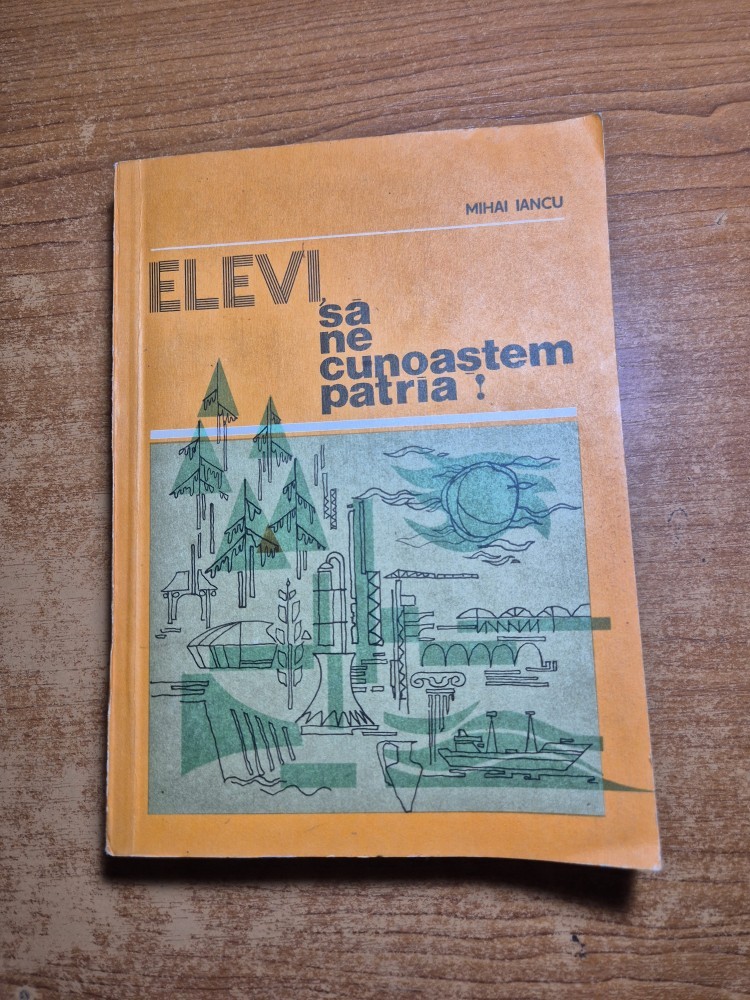 MIHAI IANCU
ELEVI,
să
ne
cunoaștem
patria !